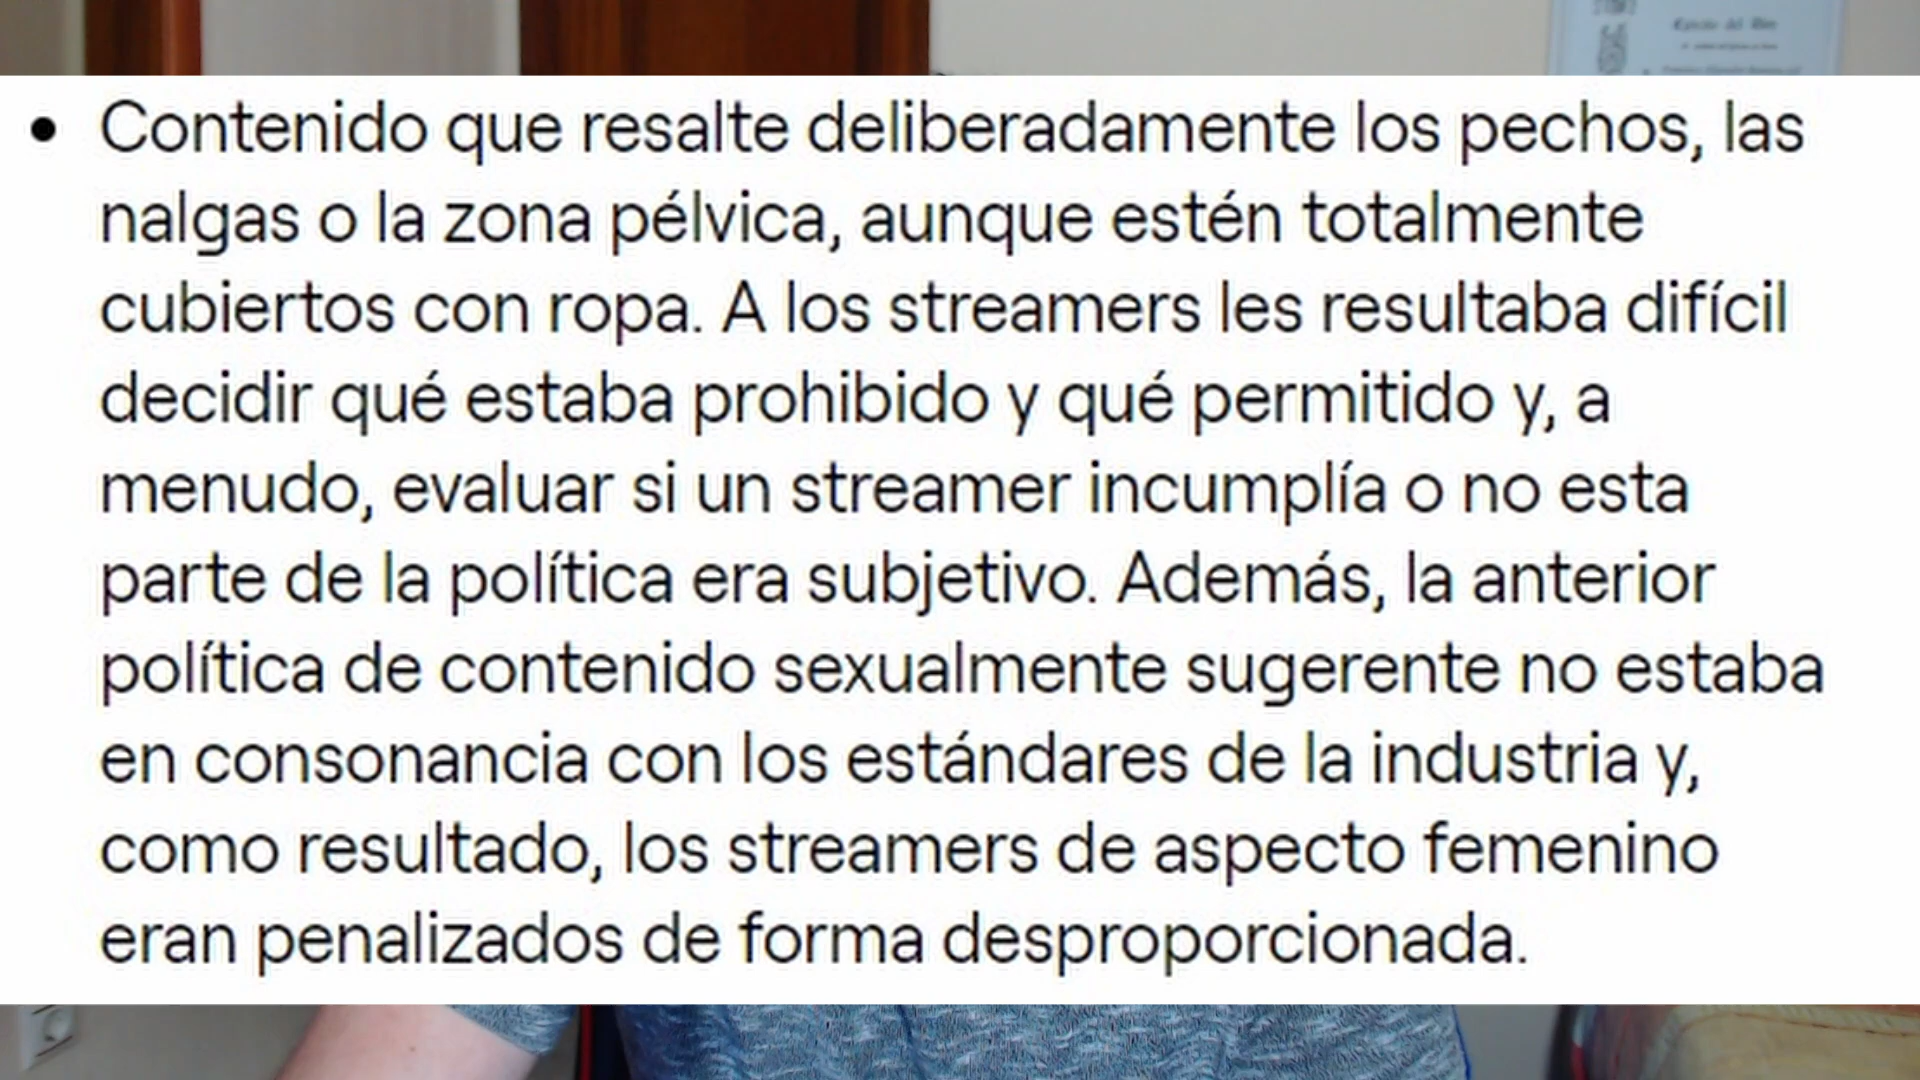 • Contenido que resalte deliberadamente los pechos, las
nalgas o la zona pélvica, aunque estén totalmente
cubiertos con ropa. A los streamers les resultaba difícil
decidir qué estaba prohibido y qué permitido y, a
menudo, evaluar si un streamer incumplía o no esta
parte de la política era subjetivo. Además, la anterior
política de contenido sexualmente sugerente no estaba
en consonancia con los estándares de la industria y,
como resultado, los streamers de aspecto femenino
eran penalizados de forma desproporcionada.